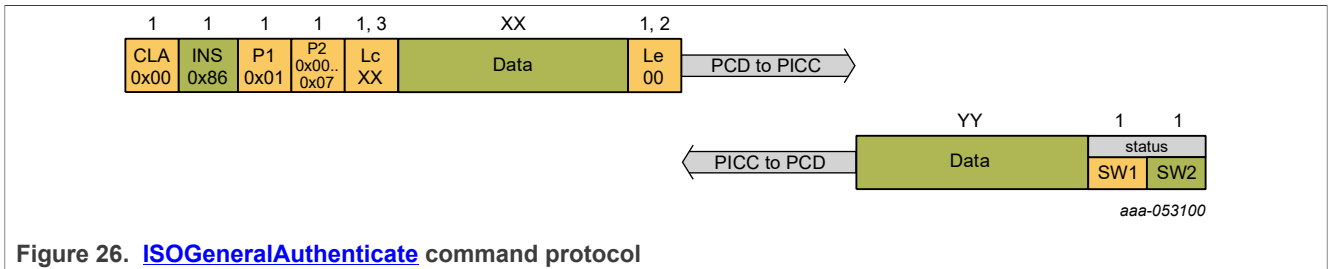 1 1 1 1 1, 3 XX 1, 2
CLA INS P1 P2 Lc Data Le PCD to PICC
0x00 0x86 0x01 0x00.. XX 00
0x07
YY 1 1
PICC to PCD Data status
SW1 SW2
aaa-053100
Figure 26. ISOGeneralAuthenticate command protocol